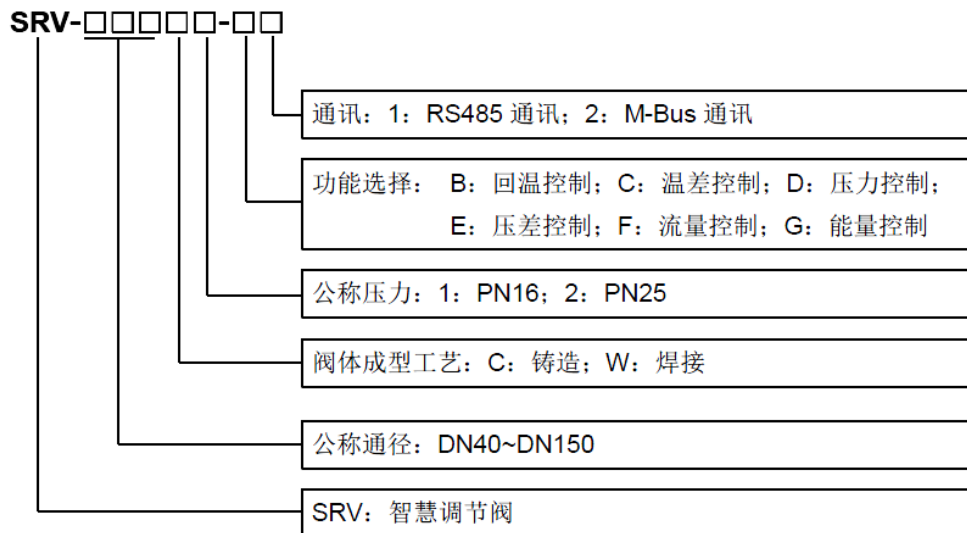 SRV-□□□□□-□□
通讯：1：RS485 通讯；2：M-Bus 通讯
功能选择： B：回温控制；C：温差控制；D：压力控制；
E：压差控制；F：流量控制；G：能量控制
公称压力：1：PN16；2：PN25
阀体成型工艺：C：铸造；W：焊接
公称通径：DN40~DN150
SRV：智慧调节阀